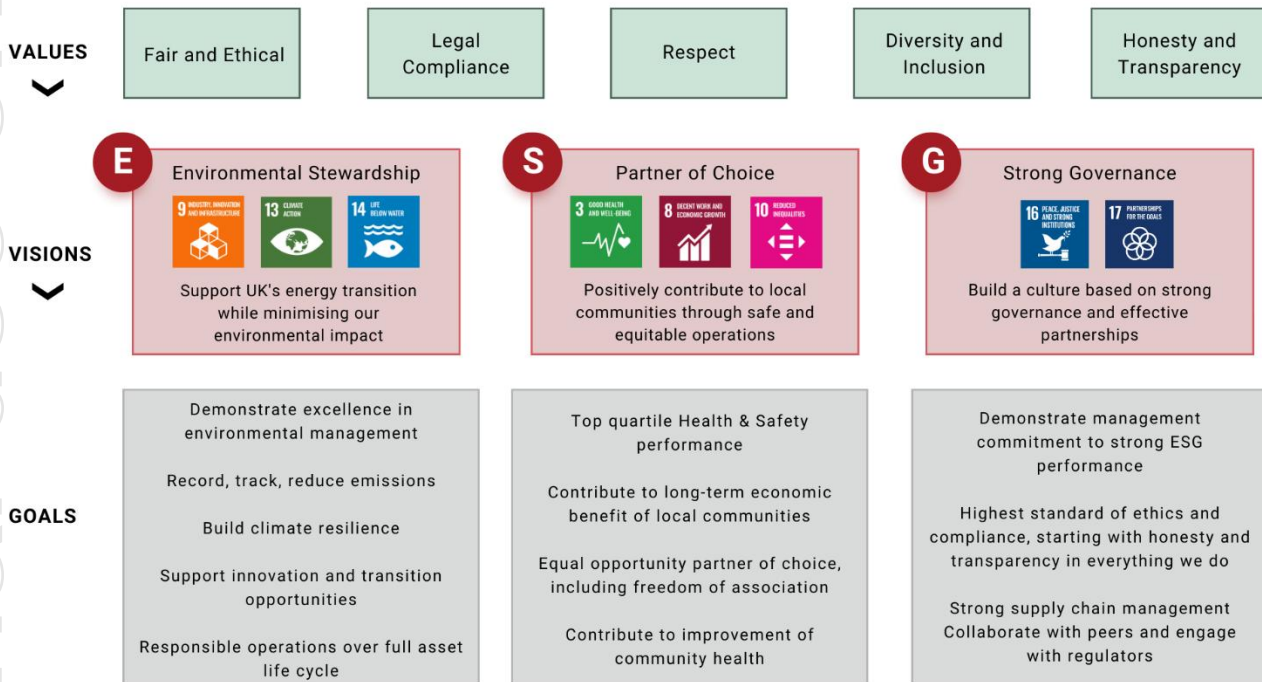 VALUES
Fair and Ethical
Legal
Compliance
Respect
Diversity and
Inclusion
Honesty and
Transparency
VISIONS
E
Environmental Stewardship
9 INDUSTRY, INNOVATION
AND INFRASTRUCTURE
13 CLIMATE
ACTION
14 LIFE
BELOW WATER
Support UK's energy transition
while minimising our
environmental impact
S
Partner of Choice
3 GOOD HEALTH
AND WELL-BEING
8 DECENT WORK AND
ECONOMIC GROWTH
10 REDUCED
INEQUALITIES
Positively contribute to local
communities through safe and
equitable operations
G
Strong Governance
16 PEACE, JUSTICE
AND STRONG
INSTITUTIONS
17 PARTNERSHIPS
FOR THE GOALS
Build a culture based on strong
governance and effective
partnerships
GOALS
Demonstrate excellence in
environmental management
Record, track, reduce emissions
Build climate resilience
Support innovation and transition
opportunities
Responsible operations over full asset
life cycle
Top quartile Health & Safety
performance
Contribute to long-term economic
benefit of local communities
Equal opportunity partner of choice,
including freedom of association
Contribute to improvement of
community health
Demonstrate management
commitment to strong ESG
performance
Highest standard of ethics and
compliance, starting with honesty and
transparency in everything we do
Strong supply chain management
Collaborate with peers and engage
with regulators